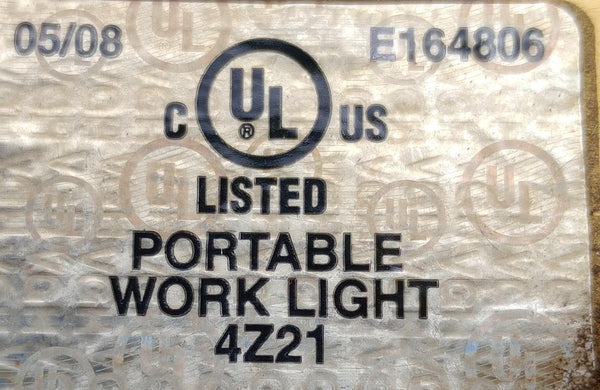 05/08 E164806
C UL® US
LISTED
PORTABLE
WORK LIGHT
4Z21